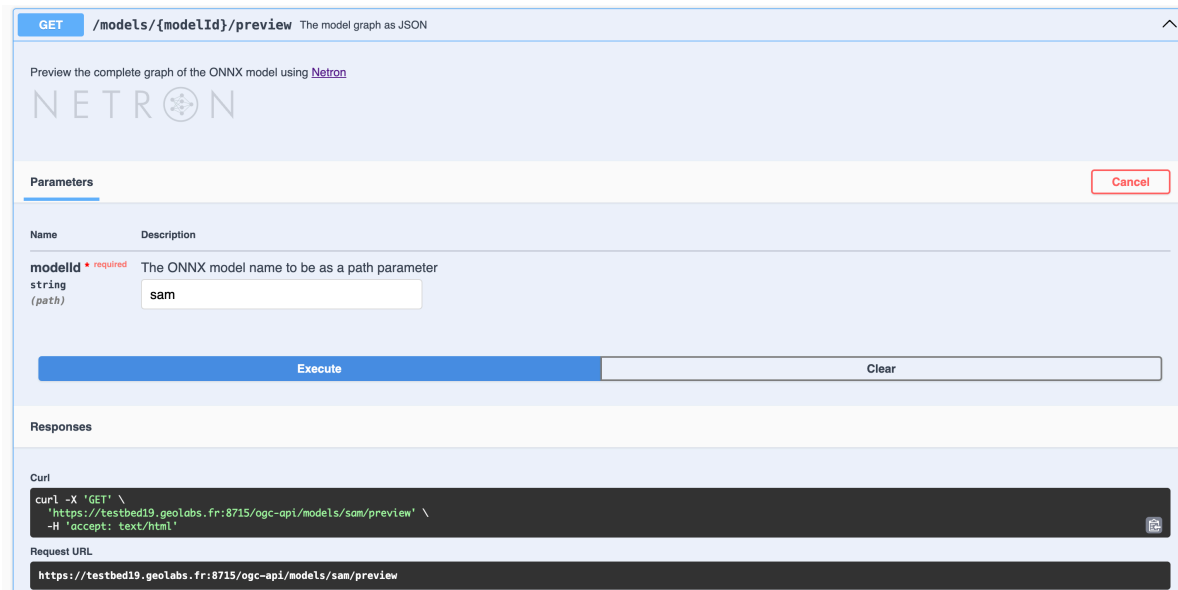 GET /models/{modelId}/preview The model graph as JSON
Preview the complete graph of the ONNX model using Netron
NETRON
Parameters
Cancel
Name Description
modelId * required The ONNX model name to be as a path parameter
string
(path)
sam
Execute Clear
Responses
Curl
curl -X 'GET' \
'https://testbed19.geolabs.fr:8715/ogc-api/models/sam/preview' \
-H 'accept: text/html'
Request URL
https://testbed19.geolabs.fr:8715/ogc-api/models/sam/preview